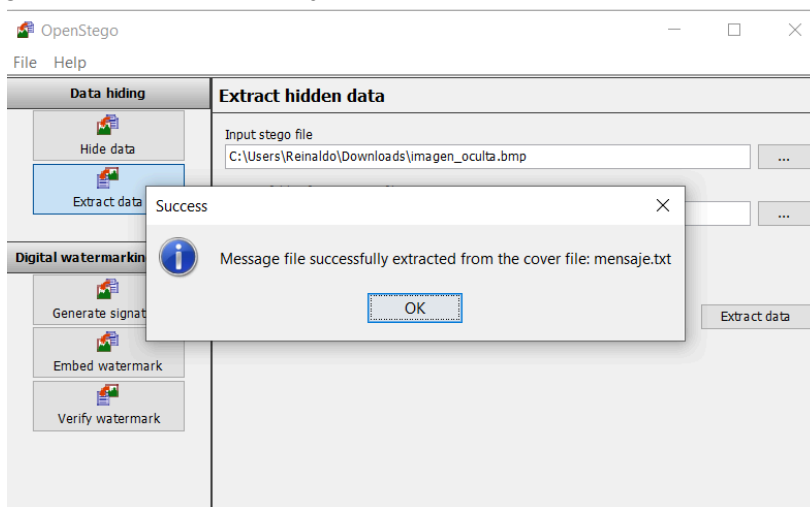 OpenStego
File Help
Data hiding
Hide data
Extract data
Digital watermarkin
Generate signat
Embed watermark
Verify watermark
Extract hidden data
Input stego file
C:\Users\Reinaldo\Downloads\imagen_oculta.bmp
...
...
Extract data
Success
Message file successfully extracted from the cover file: mensaje.txt
OK